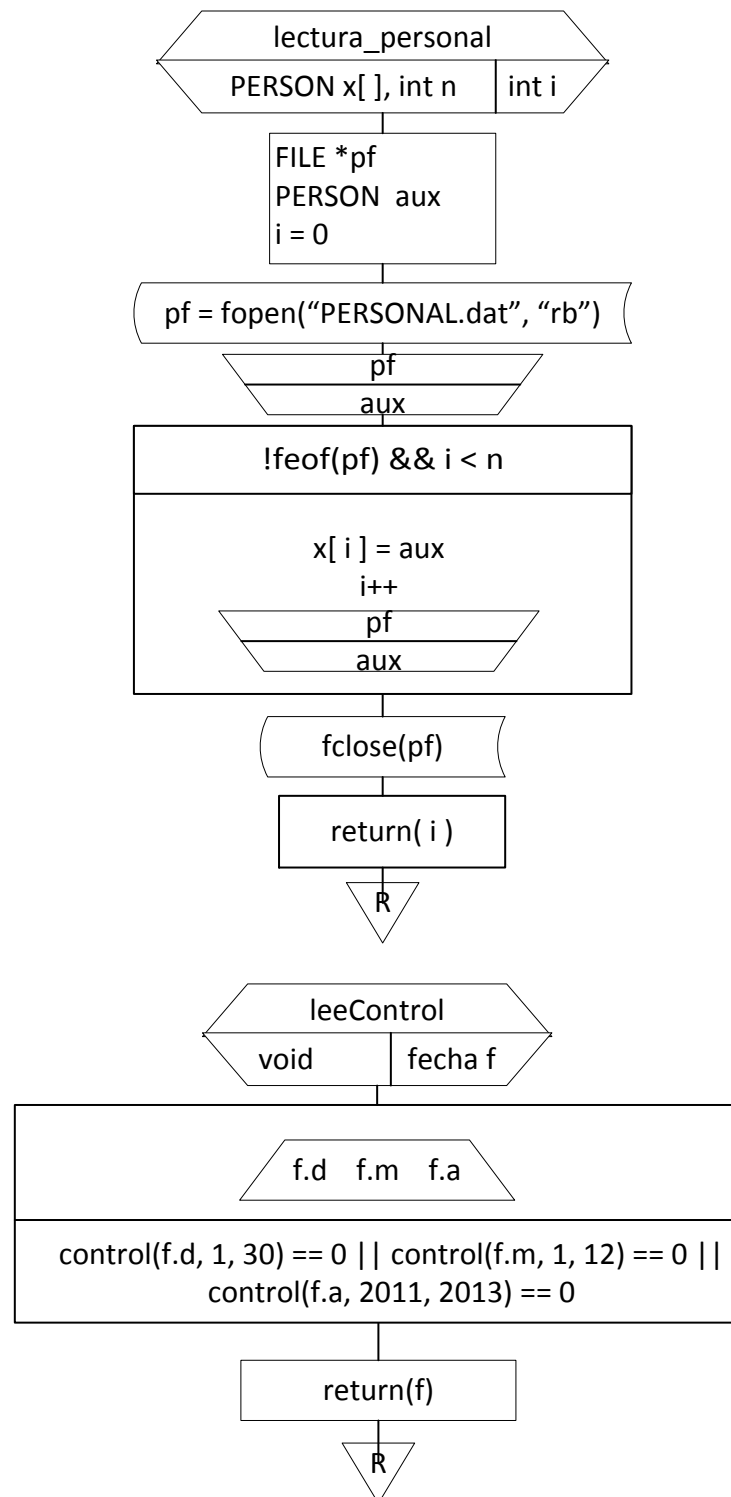 lectura_personal
PERSON x[ ], int n int i
FILE *pf
PERSON aux
i = 0
pf = fopen(“PERSONAL.dat”, “rb”)
pf
aux
!feof(pf) && i < n
x[ i ] = aux
i++
pf
aux
fclose(pf)
return( i )
R
leeControl
void fecha f
f.d f.m f.a
control(f.d, 1, 30) == 0 || control(f.m, 1, 12) == 0 ||
control(f.a, 2011, 2013) == 0
return(f)
R